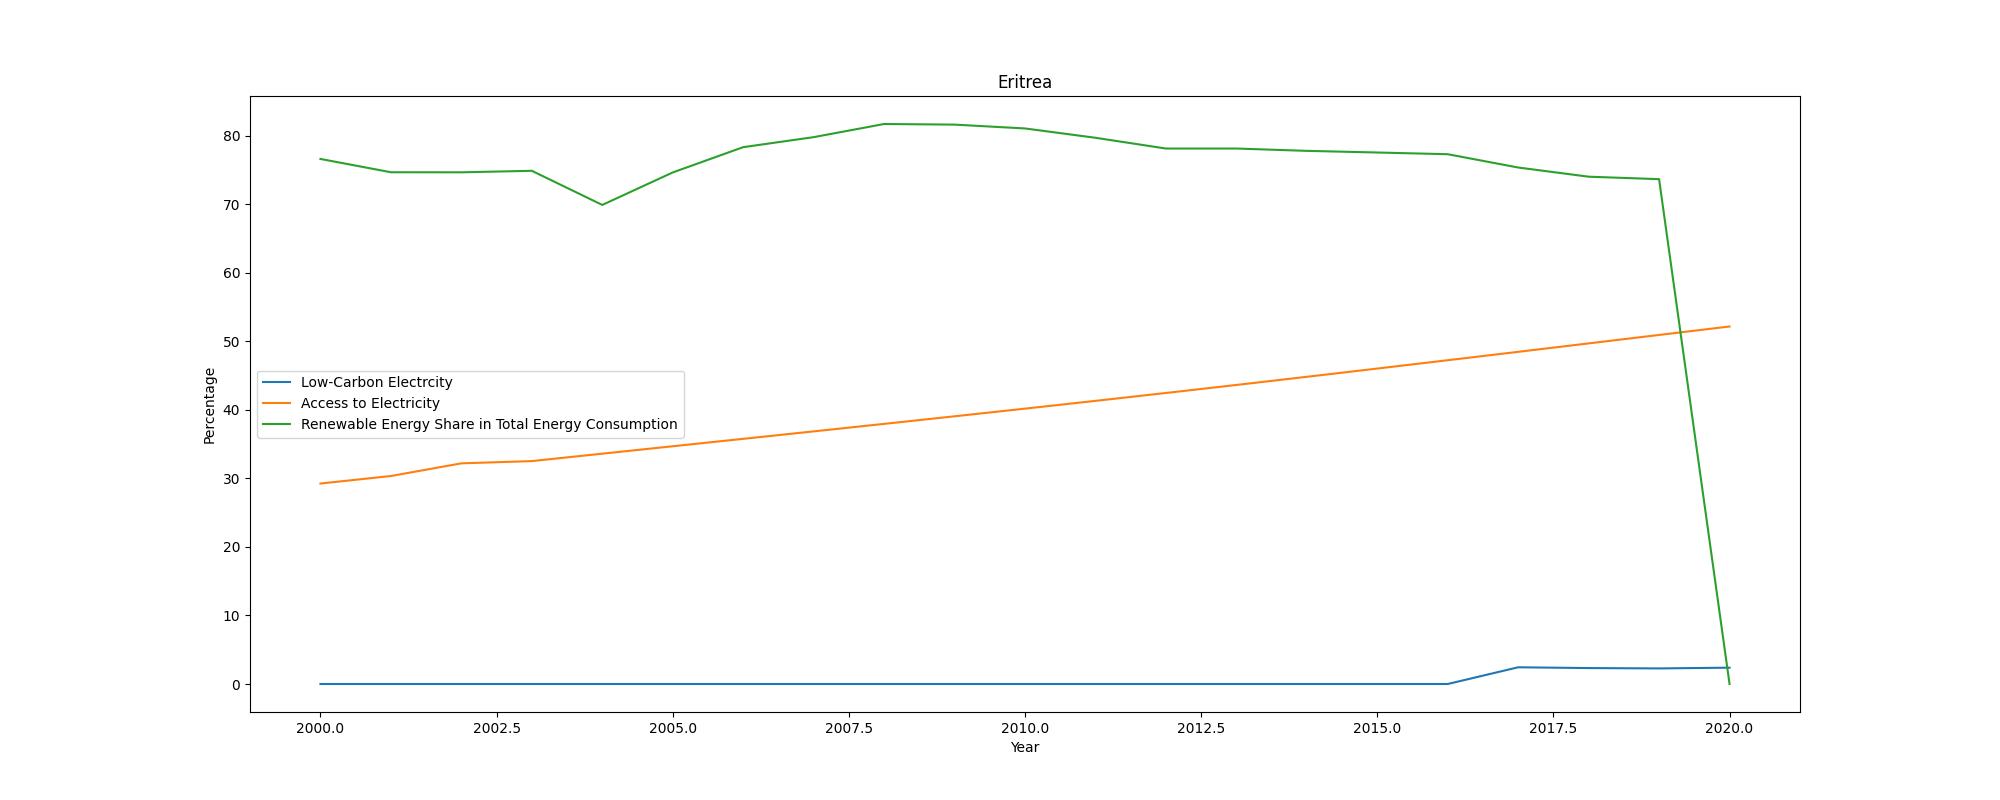 Eritrea
80
70
60
50
40
30
20
10
0
Percentage
Low-Carbon Electrcity
Access to Electricity
Renewable Energy Share in Total Energy Consumption
2000.0 2002.5 2005.0 2007.5 2010.0 2012.5 2015.0 2017.5 2020.0
Year